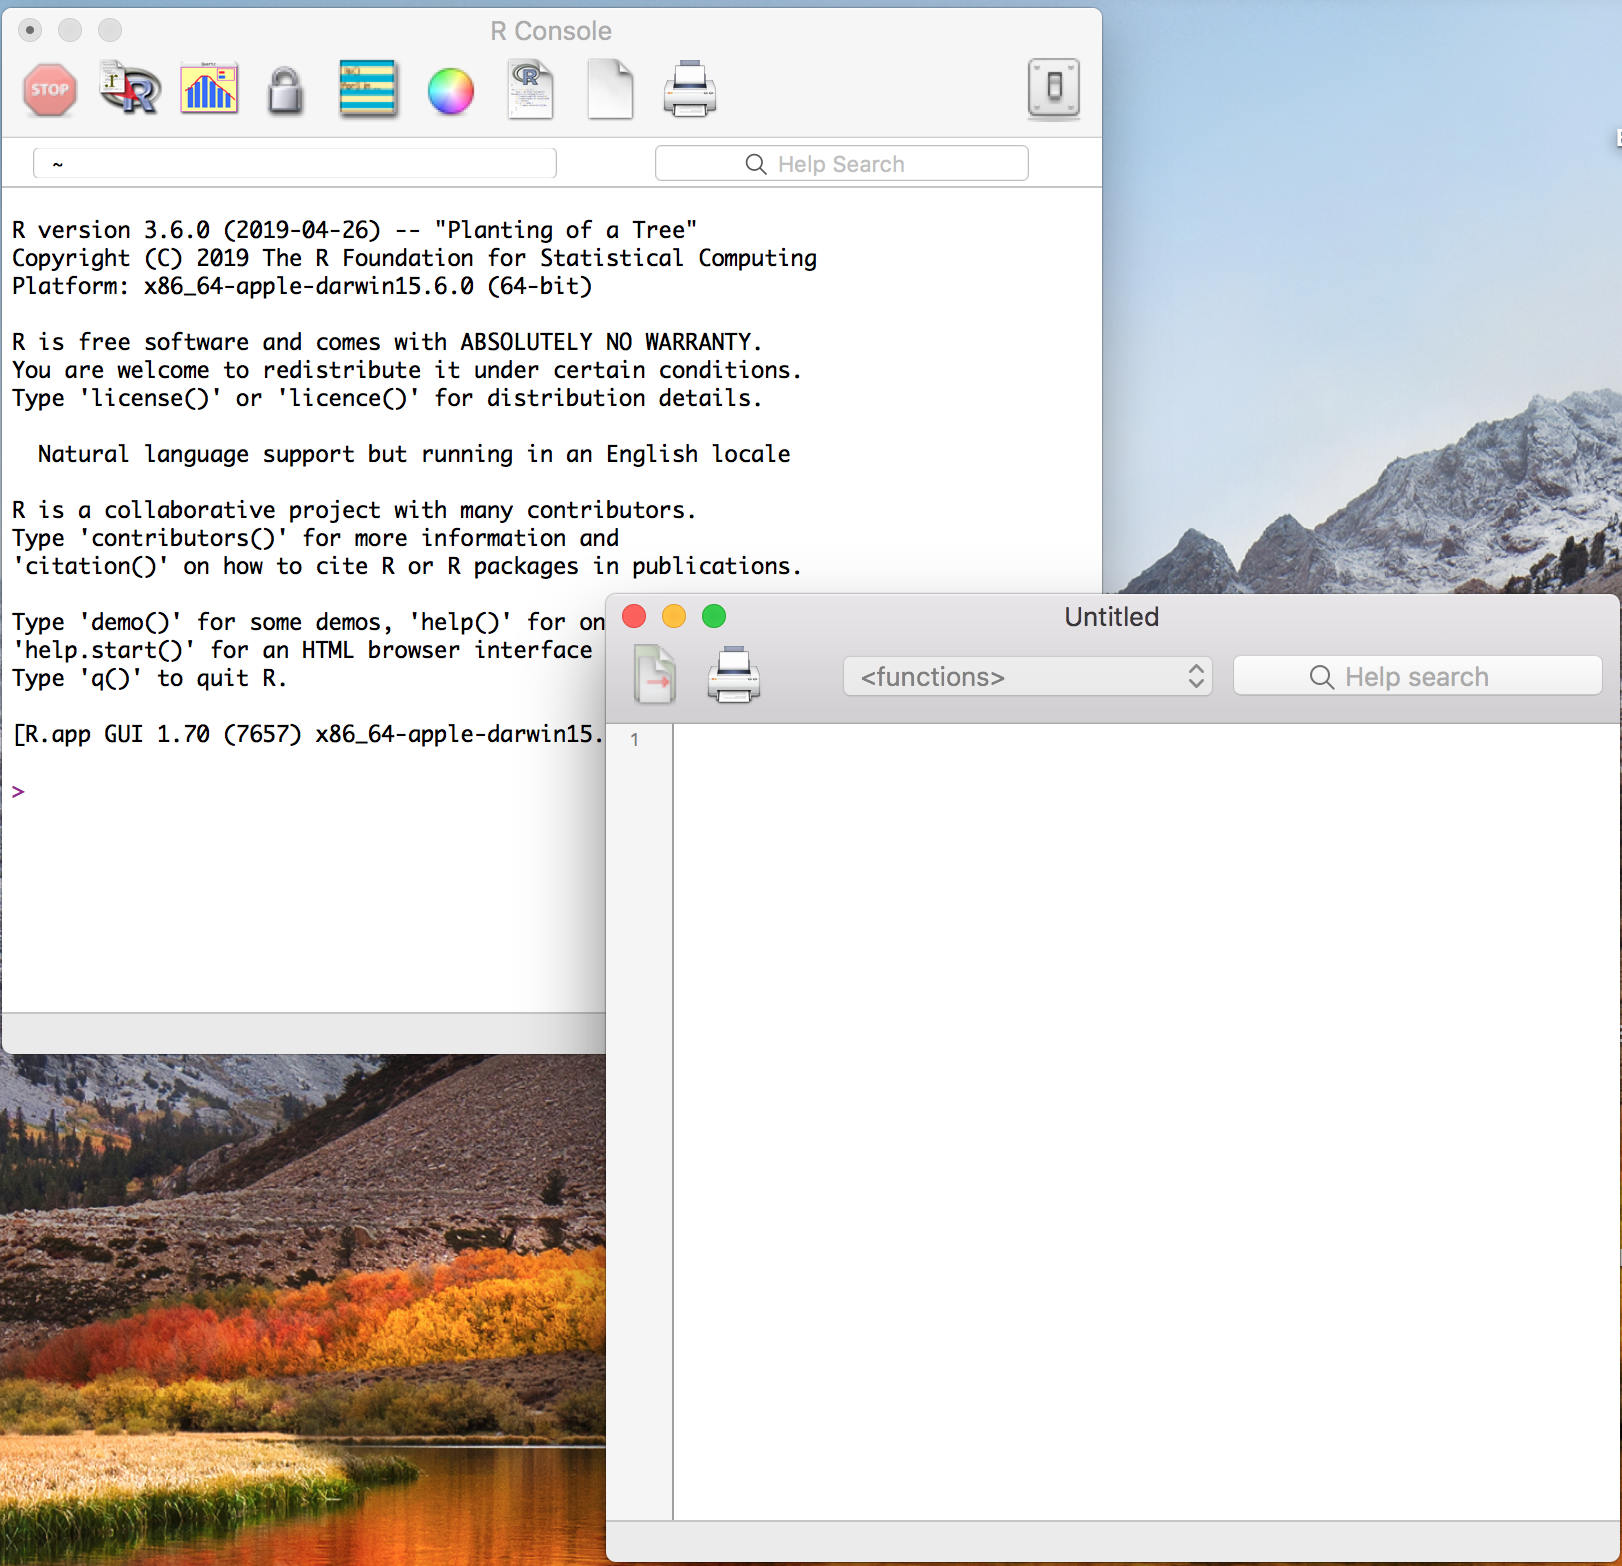 R Console
STOP
~
Help Search
R version 3.6.0 (2019-04-26) -- "Planting of a Tree"
Copyright (C) 2019 The R Foundation for Statistical Computing
Platform: x86_64-apple-darwin15.6.0 (64-bit)
R is free software and comes with ABSOLUTELY NO WARRANTY.
You are welcome to redistribute it under certain conditions.
Type 'license()' or 'licence()' for distribution details.
Natural language support but running in an English locale
R is a collaborative project with many contributors.
Type 'contributors()' for more information and
'citation()' on how to cite R or R packages in publications.
Type 'demo()' for some demos, 'help()' for on
'help.start()' for an HTML browser interface
Type 'q()' to quit R.
[R.app GUI 1.70 (7657) x86_64-apple-darwin15.
>
Untitled
<functions>
Help search
1